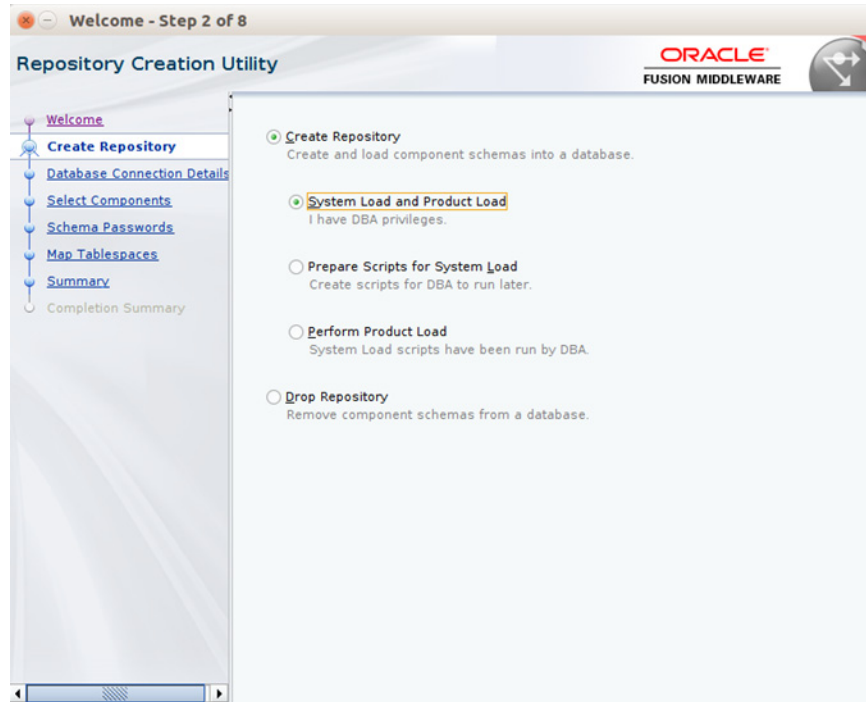 Welcome - Step 2 of 8
Repository Creation Utility
ORACLE
FUSION MIDDLEWARE
Welcome
Create Repository
Database Connection Details
Select Components
Schema Passwords
Map Tablespaces
Summary
Completion Summary
Create Repository
Create and load component schemas into a database.
System Load and Product Load
I have DBA privileges.
Prepare Scripts for System Load
Create scripts for DBA to run later.
Perform Product Load
System Load scripts have been run by DBA.
Drop Repository
Remove component schemas from a database.